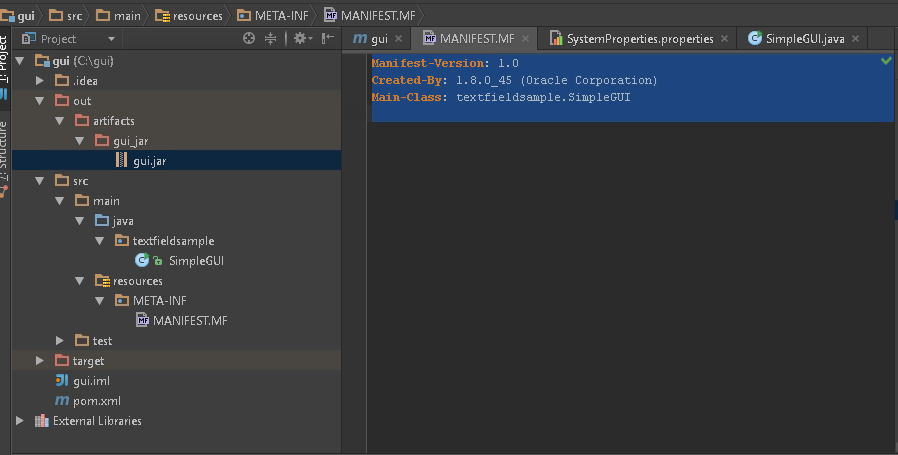 gui src main resources META-INF MANIFEST.MF
Project
gui MANIFEST.MF SystemProperties.properties SimpleGUI.java
1: Project
Structure
gui (C:\gui)
.idea
out
artifacts
gui_jar
gui.jar
src
main
java
textfieldsample
SimpleGUI
resources
META-INF
MANIFEST.MF
test
target
gui.iml
pom.xml
External Libraries
Manifest-Version: 1.0
Created-By: 1.8.0_45 (Oracle Corporation)
Main-Class: textfieldsample.SimpleGUI